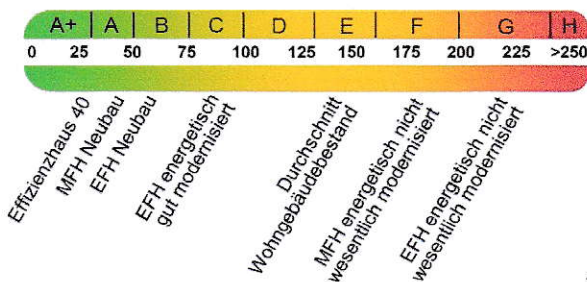 A+ A B C D E F G H
0 25 50 75 100 125 150 175 200 225 >250
Effizienzhaus 40
MFH Neubau
EFH Neubau
EFH energetisch
gut modernisiert
Durchschnitt
Wohngebäudebestand
MFH energetisch nicht
wesentlich modernisiert
EFH energetisch nicht
wesentlich modernisiert